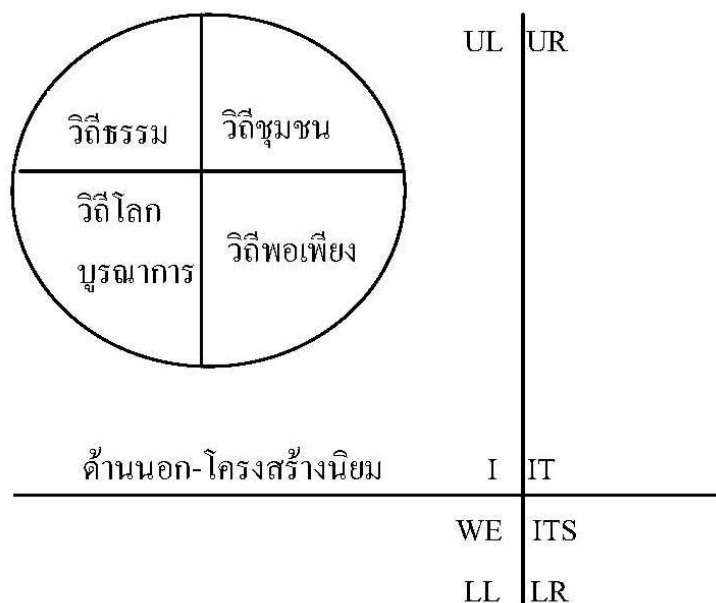 UL UR
วิถีธรรม วิถีชุมชน
วิถีโลก
บูรณาการ
วิถีพอเพียง
ด้านนอก-โครงสร้างนิยม I IT
WE ITS
LL LR